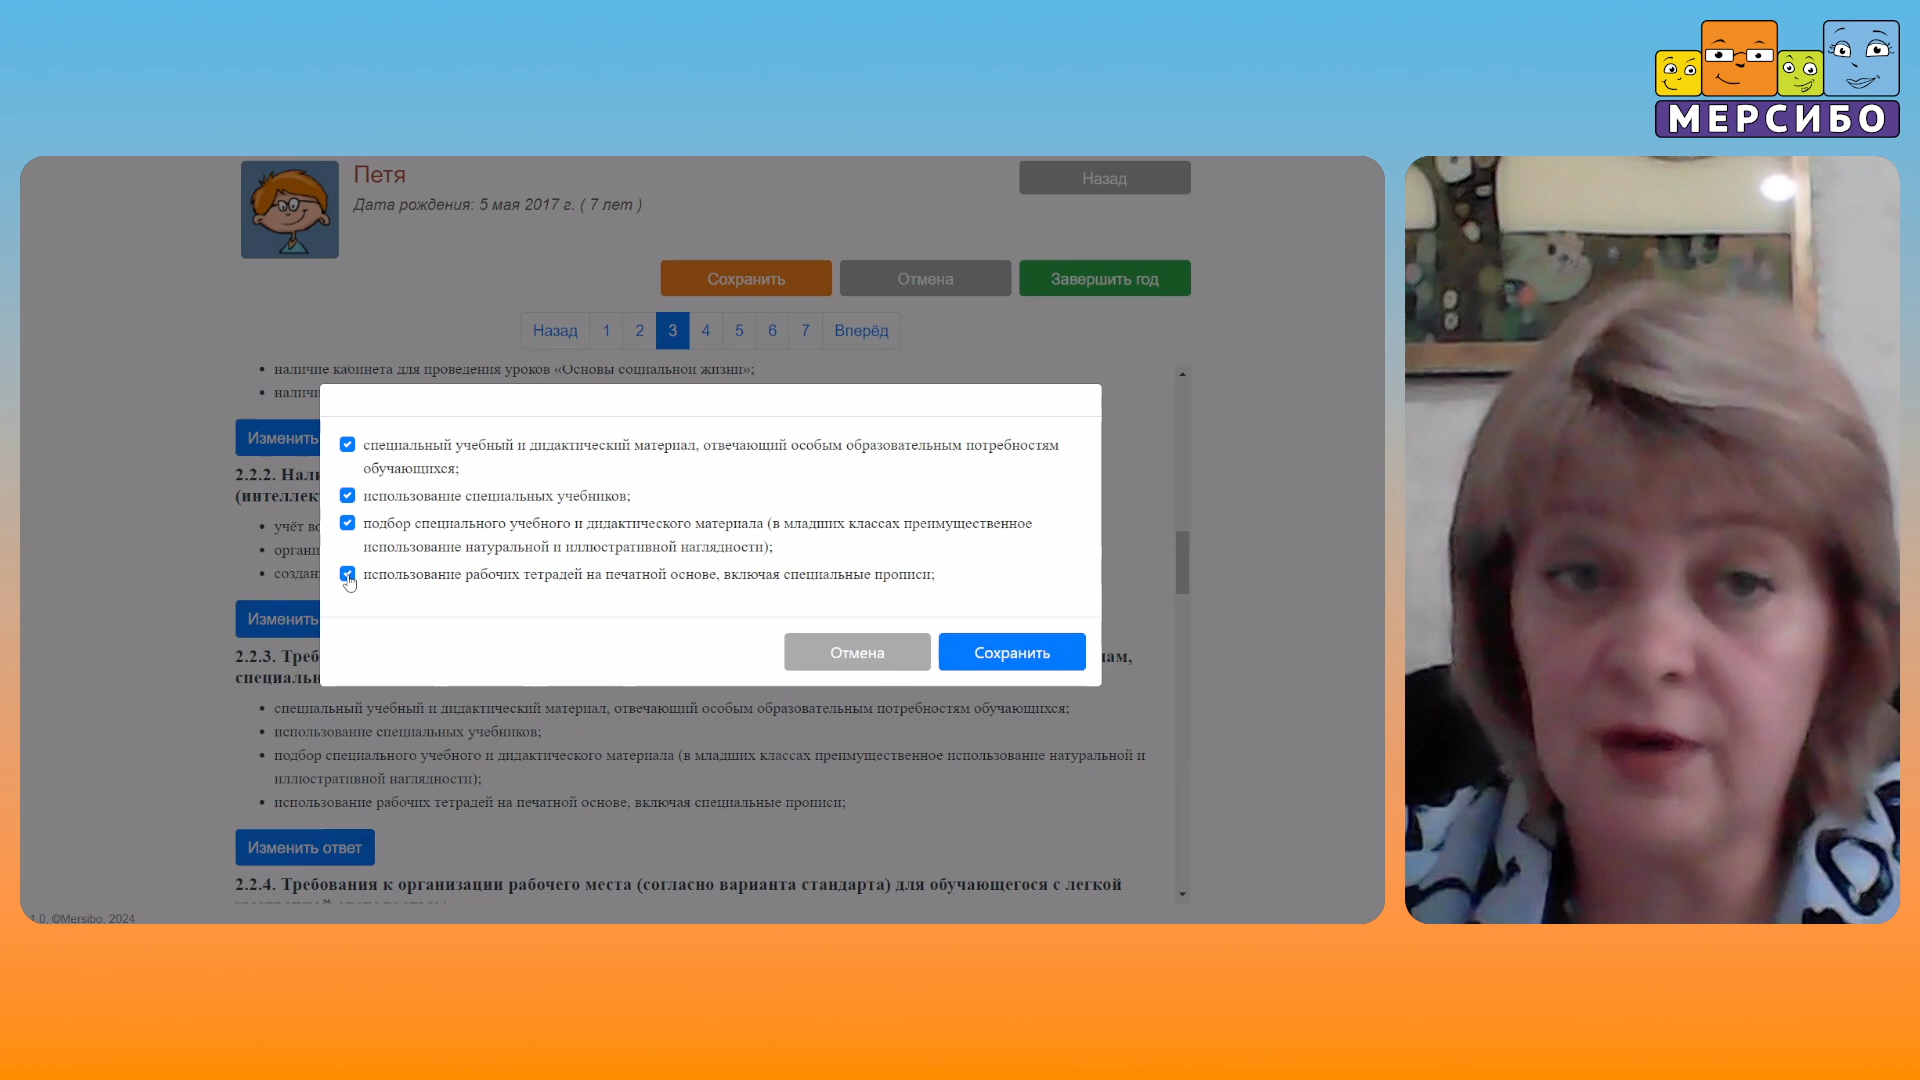 МЕРСИБО
Петя
Назад
Дата рождения: 5 мая 2017 г. ( 7 лет )
Сохранить
Отмена
Завершить год
Назад 1 2 3 4 5 6 7 Вперёд
наличие кабинета для проведения уроков «Основы социальной жизни»;
Изменить
2.2.2.
специальный учебный и дидактический материал, отвечающий особым образовательным потребностям
обучающихся;
использование специальных учебников;
подбор специального учебного и дидактического материала (в младших классах преимущественное
использование натуральной и иллюстративной наглядности);
использование рабочих тетрадей на печатной основе, включая специальные прописи;
Отмена
Сохранить
Изменить
2.2.3.
специальный учебный и дидактический материал, отвечающий особым образовательным потребностям обучающихся;
использование специальных учебников;
подбор специального учебного и дидактического материала (в младших классах преимущественное использование натуральной и
иллюстративной наглядности);
использование рабочих тетрадей на печатной основе, включая специальные прописи;
Изменить ответ
2.2.4. Требования к организации рабочего места (согласно варианта стандарта) для обучающегося с легкой
1.0, ©Mersibo, 2024